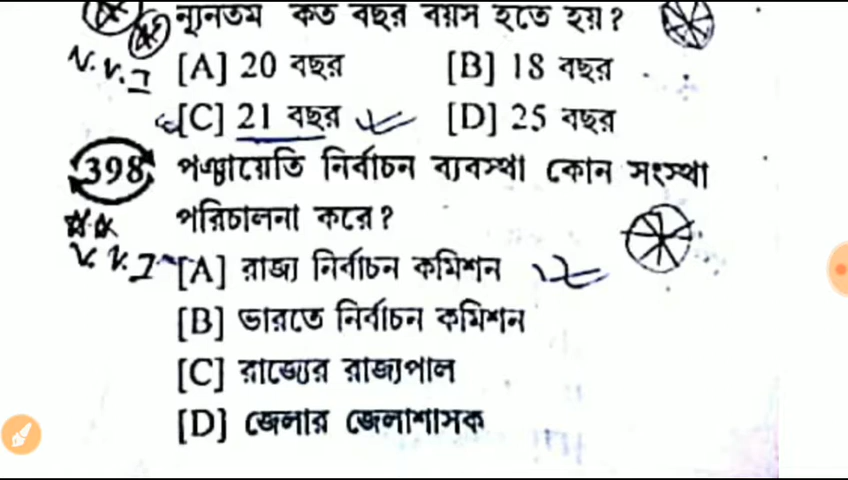 ন্যূনতম কত বছর বয়স হতে হয়?
V.V.I [A] 20 বছর [B] 18 বছর
[C] 21 বছর [D] 25 বছর
398 পঞ্চায়েতি নির্বাচন ব্যবস্থা কোন সংস্থা
পরিচালনা করে?
V.V.I [A] রাজ্য নির্বাচন কমিশন
[B] ভারতে নির্বাচন কমিশন
[C] রাজ্যের রাজ্যপাল
[D] জেলার জেলাশাসক